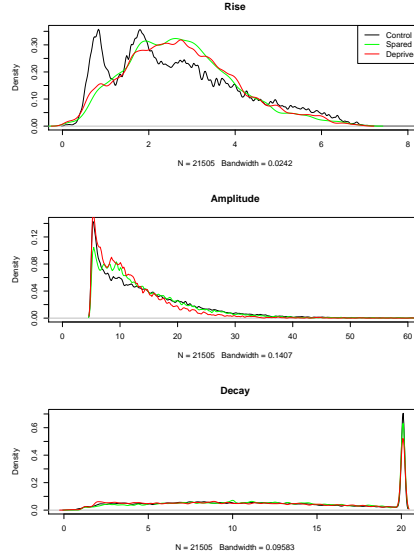 Rise
Density
0.00 0.10 0.20 0.30
Control
Spared
Deprived
0 2 4 6 8
N = 21505 Bandwidth = 0.0242
Amplitude
Density
0.00 0.04 0.08 0.12
0 10 20 30 40 50 60
N = 21505 Bandwidth = 0.1407
Decay
Density
0.0 0.2 0.4 0.6
0 5 10 15 20
N = 21505 Bandwidth = 0.09583